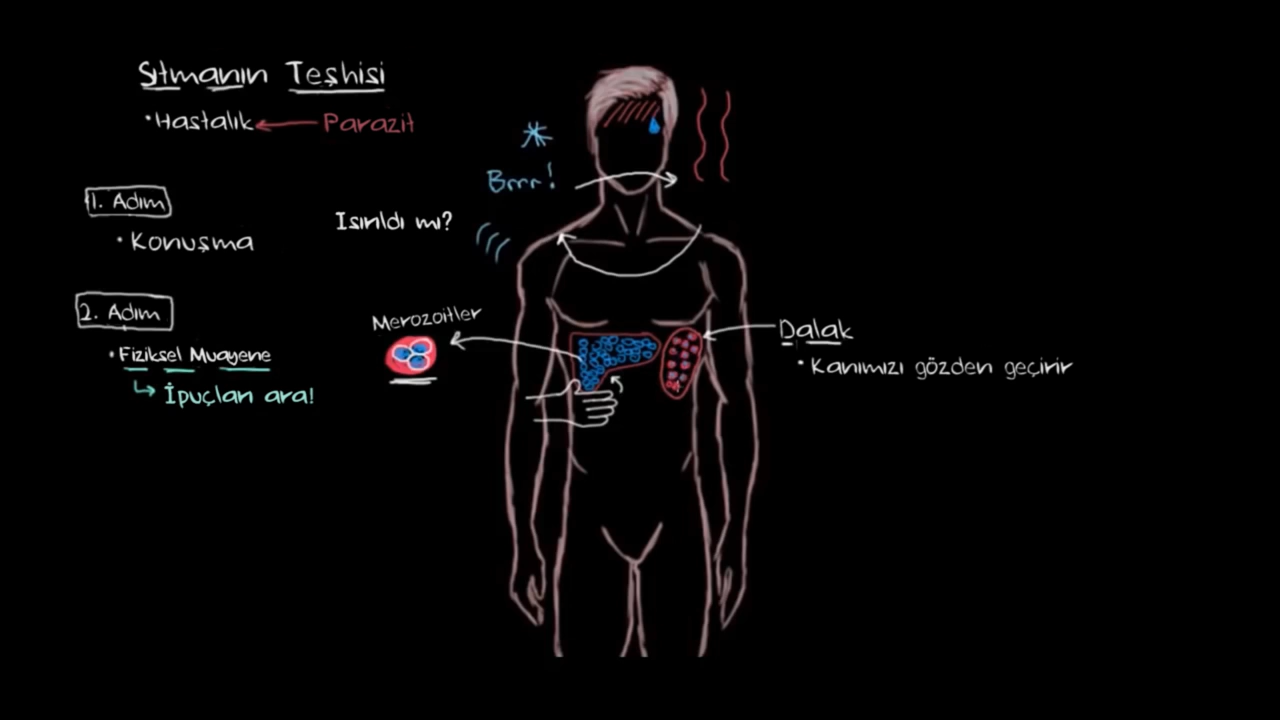 Sıtmanın Teşhisi
•Hastalık
Parazit
1. Adım
• Konuşma
Isırıldı mı?
Brrr!
2. Adım
• Fiziksel Muayene
İpuçları ara!
Merozoitler
Dalak
• Kanımızı gözden geçirir